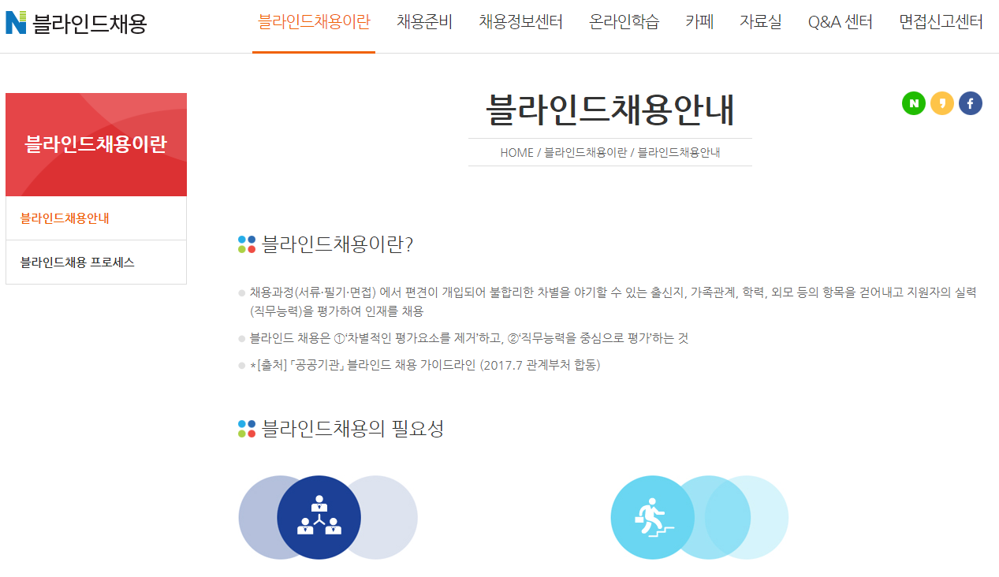 블라인드채용
블라인드채용이란 채용준비 채용정보센터 온라인학습 카페 자료실 Q&A 센터 면접신고센터
블라인드채용이란
블라인드채용안내
블라인드채용 프로세스
블라인드채용안내
HOME / 블라인드채용이란 / 블라인드채용안내
블라인드채용이란?
채용과정(서류·필기·면접) 에서 편견이 개입되어 불합리한 차별을 야기할 수 있는 출신지, 가족관계, 학력, 외모 등의 항목을 걷어내고 지원자의 실력
(직무능력)을 평가하여 인재를 채용
블라인드 채용은 ①‘차별적인 평가요소를 제거’하고, ②‘직무능력을 중심으로 평가’하는 것
*[출처] 「공공기관」 블라인드 채용 가이드라인 (2017.7 관계부처 합동)
블라인드채용의 필요성